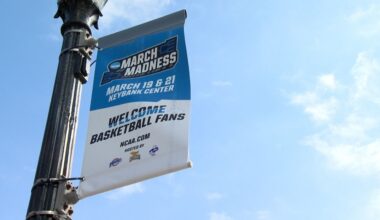 MARCH
MADNESS
MARCH 19 & 21
KEYBANK CENTER
WELCOME
BASKETBALL FANS
NCAA.COM
HOSTED BY